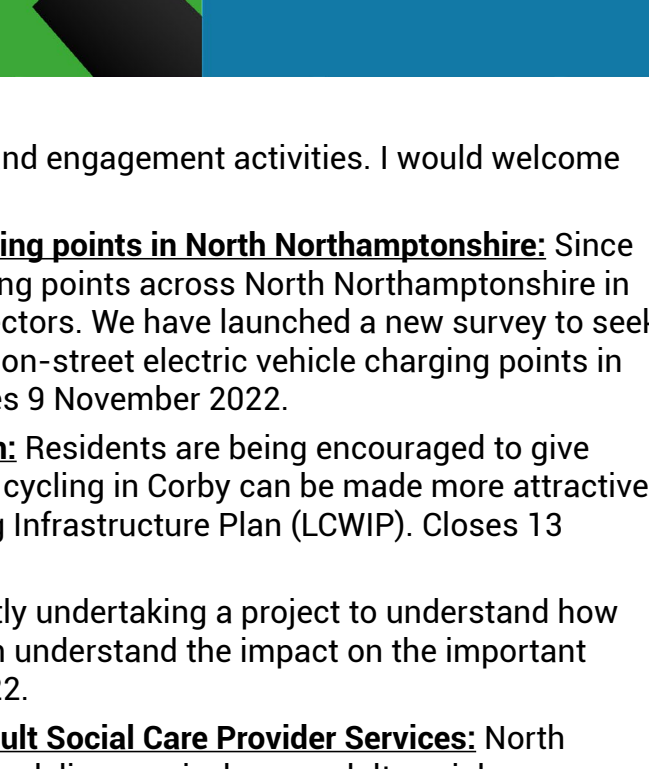 nd engagement activities. I would welcome
ing points in North Northamptonshire: Since
ng points across North Northamptonshire in
ctors. We have launched a new survey to seek
on-street electric vehicle charging points in
es 9 November 2022.
n: Residents are being encouraged to give
cycling in Corby can be made more attractive
g Infrastructure Plan (LCWIP). Closes 13
tly undertaking a project to understand how
n understand the impact on the important
22.
ult Social Care Provider Services: North